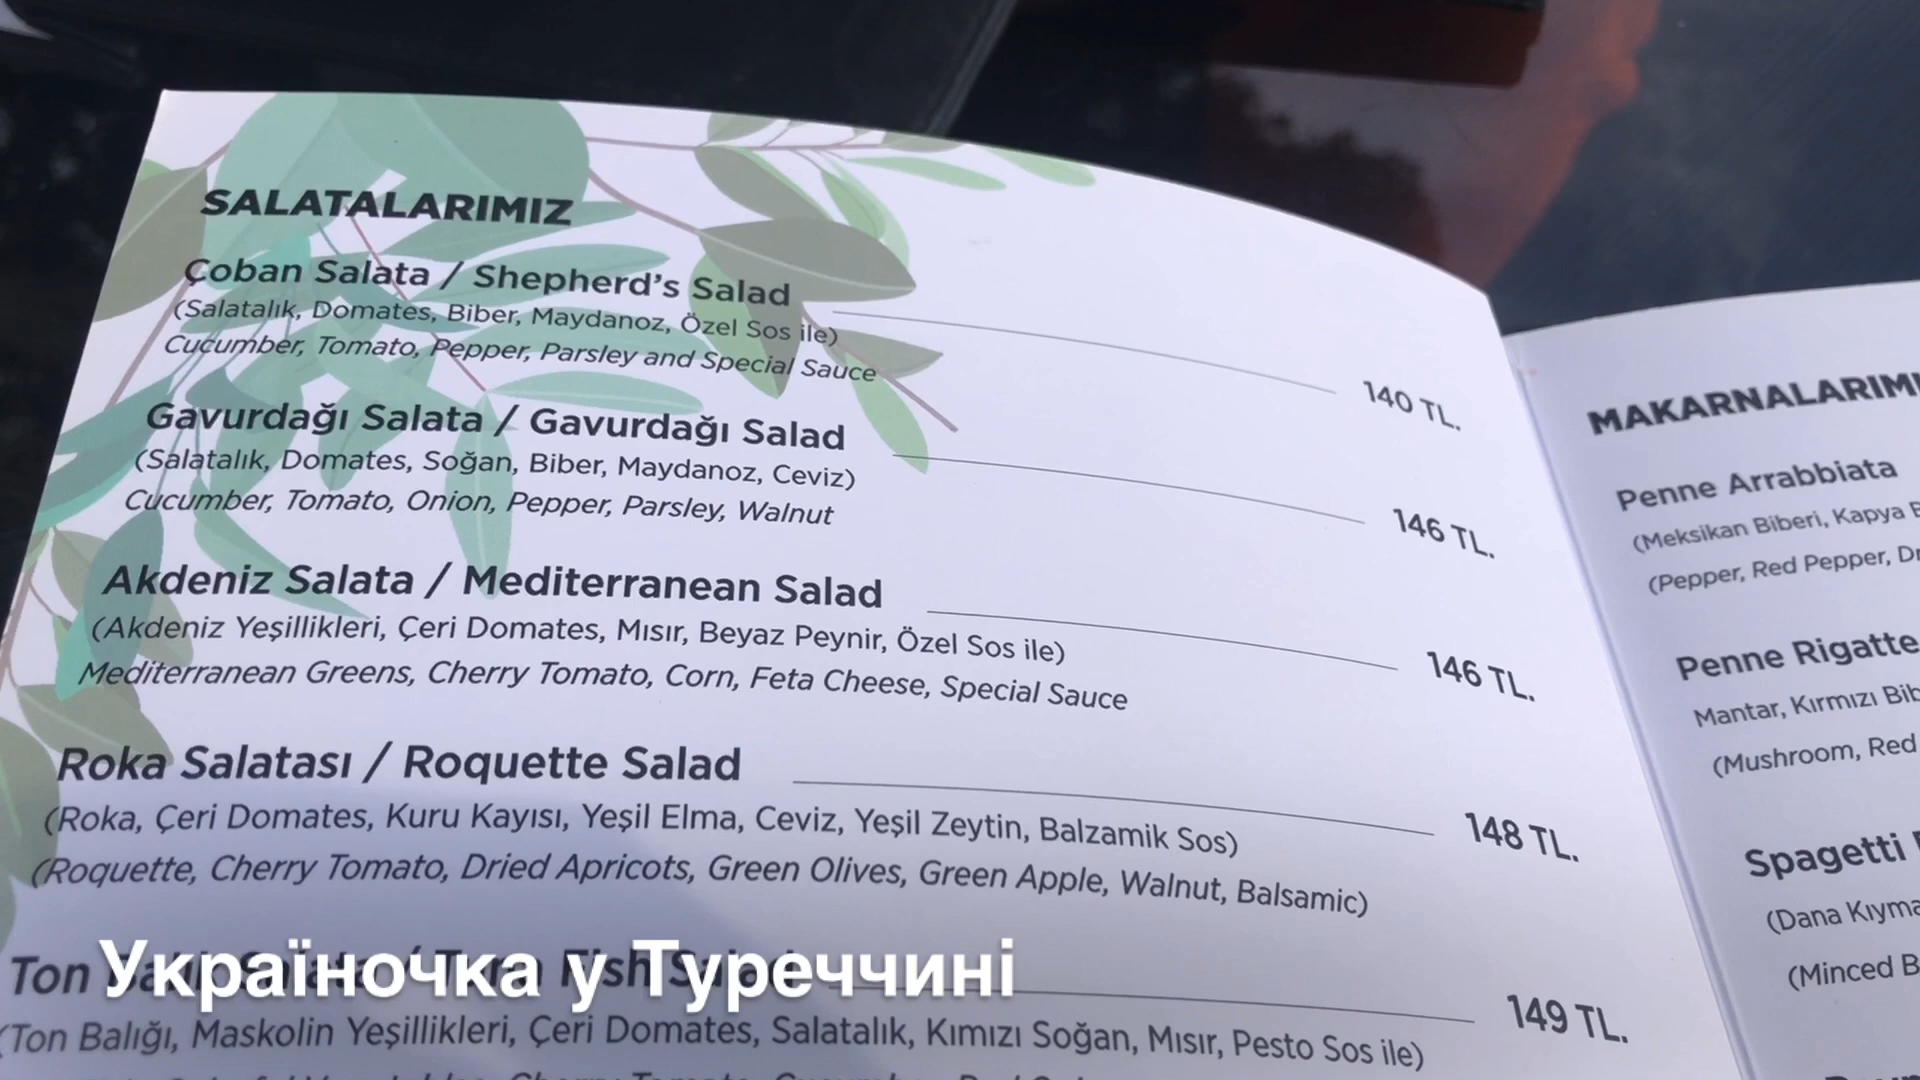 SALATALARIMIZ
Çoban Salata / Shepherd's Salad
(Salatalık, Domates, Biber, Maydanoz, Özel Sos ile)
Cucumber, Tomato, Pepper, Parsley and Special Sauce
140 TL.
Gavurdağı Salata / Gavurdağı Salad
(Salatalık, Domates, Soğan, Biber, Maydanoz, Ceviz)
Cucumber, Tomato, Onion, Pepper, Parsley, Walnut
146 TL.
Akdeniz Salata / Mediterranean Salad
(Akdeniz Yeşillikleri, Çeri Domates, Mısır, Beyaz Peynir, Özel Sos ile)
Mediterranean Greens, Cherry Tomato, Corn, Feta Cheese, Special Sauce
146 TL.
Roka Salatası / Roquette Salad
(Roka, Çeri Domates, Kuru Kayısı, Yeşil Elma, Ceviz, Yeşil Zeytin, Balzamik Sos)
(Roquette, Cherry Tomato, Dried Apricots, Green Olives, Green Apple, Walnut, Balsamic)
148 TL.
Ton
Fish
149 TL.
(Ton Balığı, Maskolin Yeşillikleri, Çeri Domates, Salatalık, Kımızı Soğan, Mısır, Pesto Sos ile)
Україночка у Туреччині
MAKARNALARIM
Penne Arrabbiata
(Meksikan Biberi, Kapya
(Pepper, Red Pepper,
Penne Rigatte
Mantar, Kırmızı
(Mushroom, Red
Spagetti
(Dana
(Minced